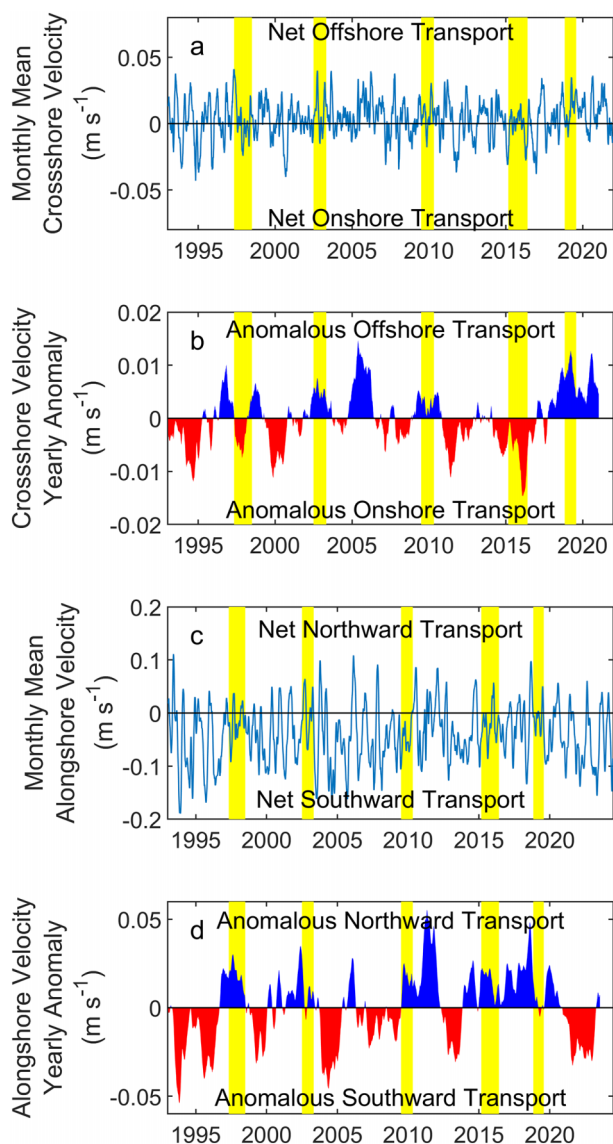 Monthly Mean
Crossshore Velocity
(m s-1)
a
Net Offshore Transport
0.05
0
-0.05
Net Onshore Transport
1995 2000 2005 2010 2015 2020
Crosshore Velocity
Yearly Anomaly
(m s-1)
0.02
b
Anomalous Offshore Transport
0.01
0
-0.01
Anomalous Onshore Transport
-0.02
1995 2000 2005 2010 2015 2020
Monthly Mean
Alongshore Velocity
(m s-1)
0.2
c
Net Northward Transport
0.1
0
-0.1
Net Southward Transport
-0.2
1995 2000 2005 2010 2015 2020
Alongshore Velocity
Yearly Anomaly
(m s-1)
0.05
d
Anomalous Northward Transport
0
-0.05
Anomalous Southward Transport
1995 2000 2005 2010 2015 2020